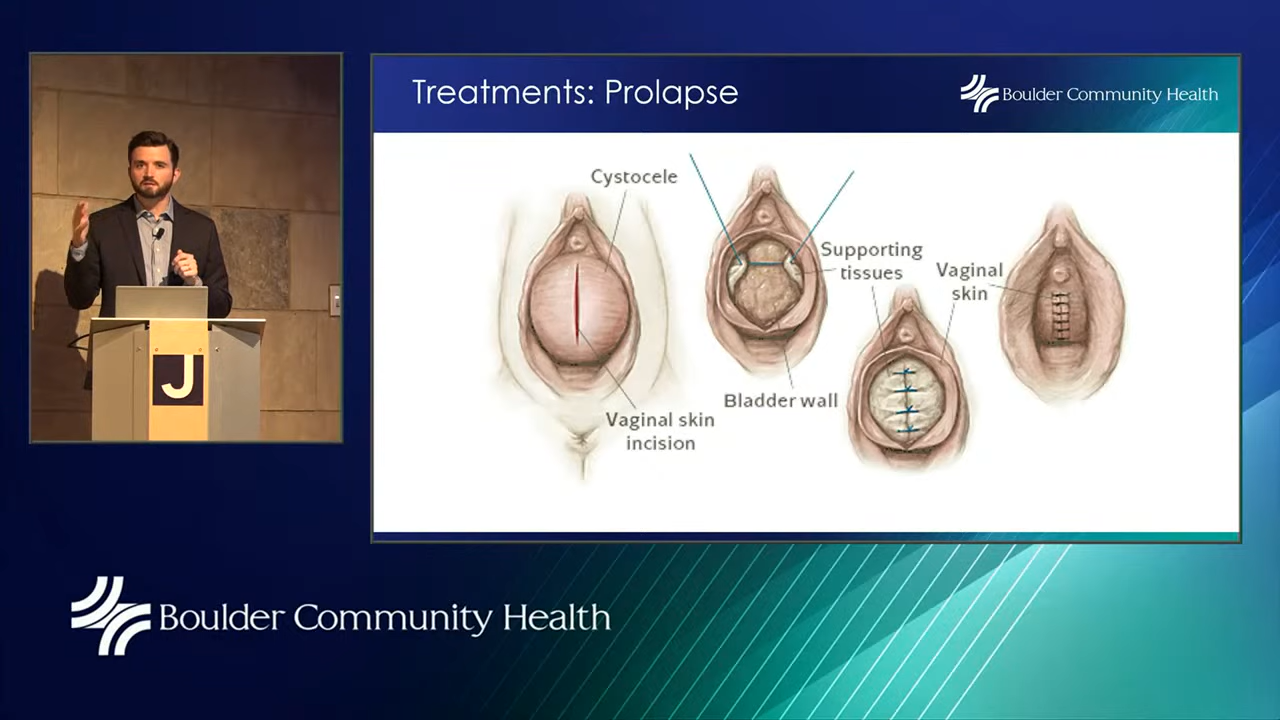 Treatments: Prolapse
Boulder Community Health
Cystocele
Supporting
tissues
Vaginal
skin
Bladder wall
Vaginal skin
incision
J
Boulder Community Health